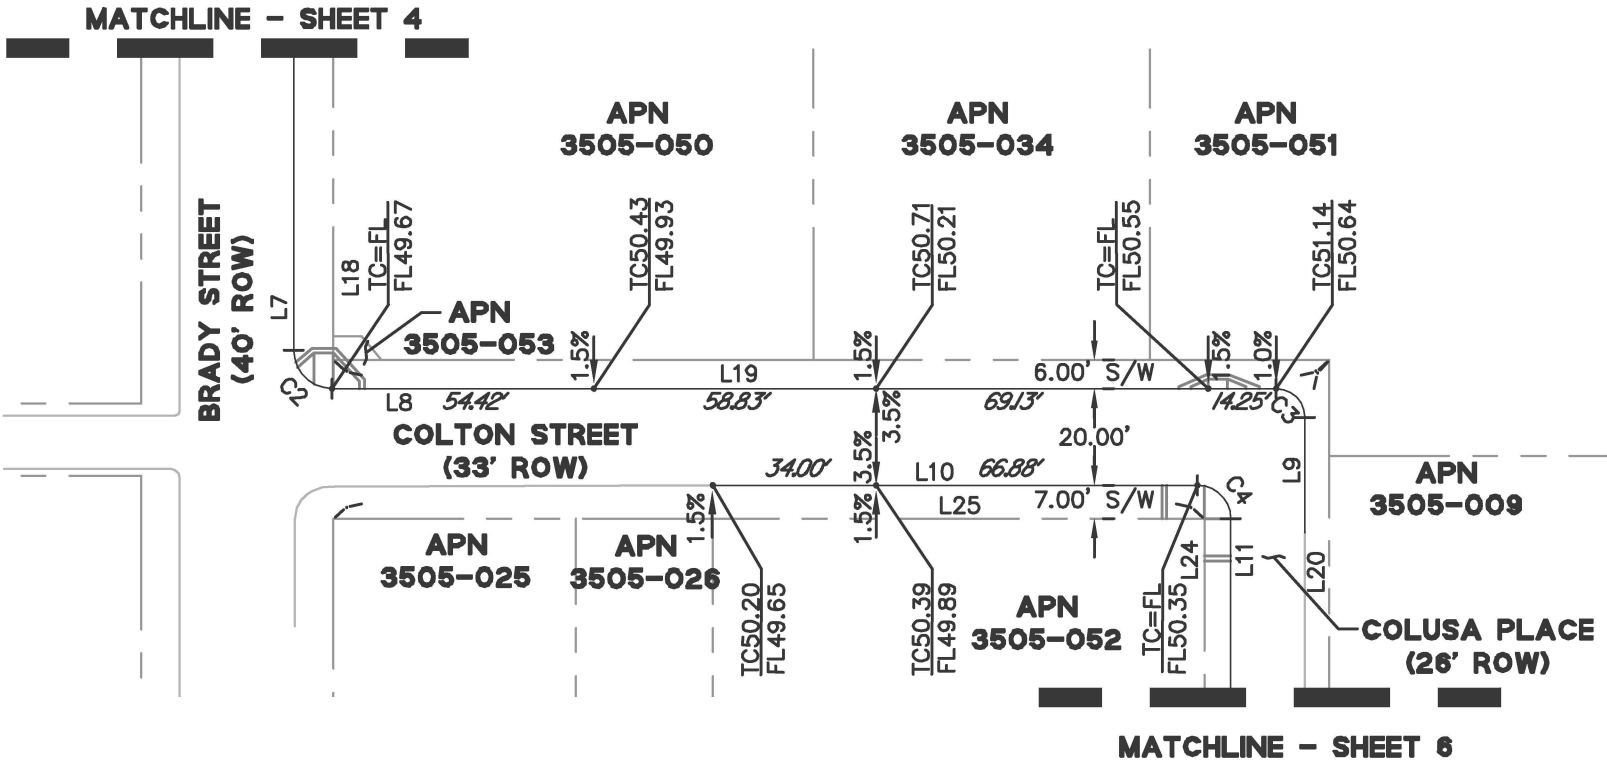 MATCHLINE - SHEET 4
APN
3505-050
APN
3505-034
APN
3505-051
BRADY STREET
(40' ROW)
L7
L18
TC=FL
FL49.67
TC50.43
FL49.93
TC50.71
FL50.21
TC=FL
FL50.55
TC51.14
FL50.64
APN
3505-053
1.5%
1.5%
1.5%
1.0%
L19
6.00' S/W
C2
L8
54.42'
58.83'
69.13'
14.25'
C3
COLTON STREET
(33' ROW)
3.5%
3.5%
20.00'
34.00'
L10
66.88'
L9
APN
3505-009
C4
1.5%
1.5%
L25
7.00' S/W
APN
3505-025
APN
3505-026
TC50.20
FL49.65
TC50.39
FL49.89
APN
3505-052
TC=FL
FL50.35
L24
L11
L20
COLUSA PLACE
(26' ROW)
MATCHLINE - SHEET 6